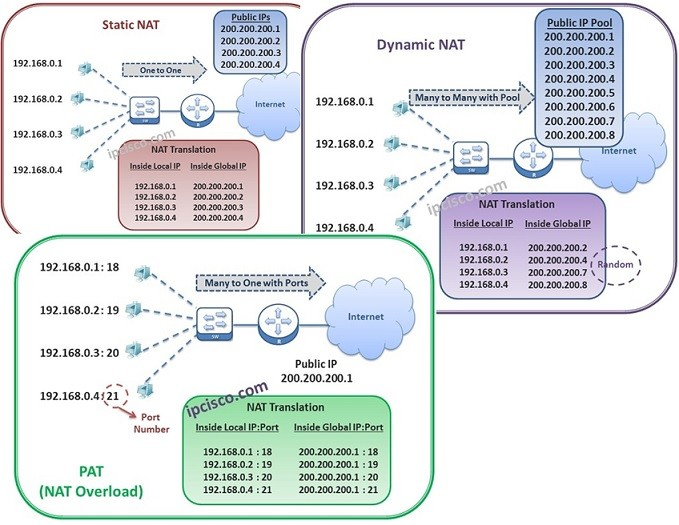 Static NAT
Public IPs
200.200.200.1
200.200.200.2
200.200.200.3
200.200.200.4
192.168.0.1
192.168.0.2
192.168.0.3
192.168.0.4
One to One
SW
R
Internet
ipcisco.com
NAT Translation
Inside Local IP Inside Global IP
192.168.0.1 200.200.200.1
192.168.0.2 200.200.200.2
192.168.0.3 200.200.200.3
192.168.0.4 200.200.200.4
Dynamic NAT
Public IP Pool
200.200.200.1
200.200.200.2
200.200.200.3
200.200.200.4
200.200.200.5
200.200.200.6
200.200.200.7
200.200.200.8
192.168.0.1
192.168.0.2
192.168.0.3
192.168.0.4
Many to Many with Pool
SW
R
Internet
ipcisco.com
NAT Translation
Inside Local IP Inside Global IP
192.168.0.1 200.200.200.2
192.168.0.2 200.200.200.4
192.168.0.3 200.200.200.7
192.168.0.4 200.200.200.8
Random
192.168.0.1 : 18
192.168.0.2 : 19
192.168.0.3 : 20
192.168.0.4 : 21
Many to One with Ports
SW
R
Internet
Public IP
200.200.200.1
Port
Number
ipcisco.com
NAT Translation
Inside Local IP:Port Inside Global IP:Port
192.168.0.1 : 18 200.200.200.1 : 18
192.168.0.2 : 19 200.200.200.1 : 19
192.168.0.3 : 20 200.200.200.1 : 20
192.168.0.4 : 21 200.200.200.1 : 21
PAT
(NAT Overload)